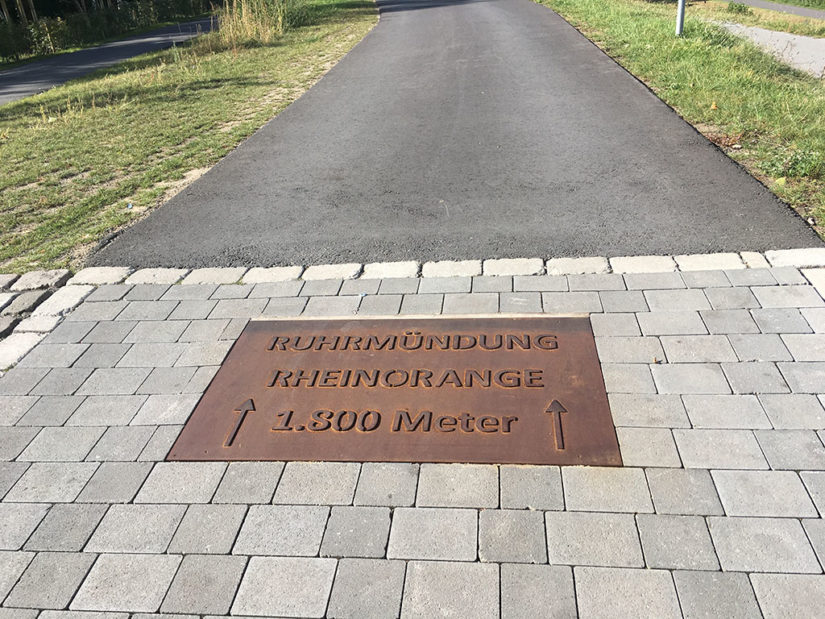 RUHRMÜNDUNG
RHEINORANGE
1.800 Meter